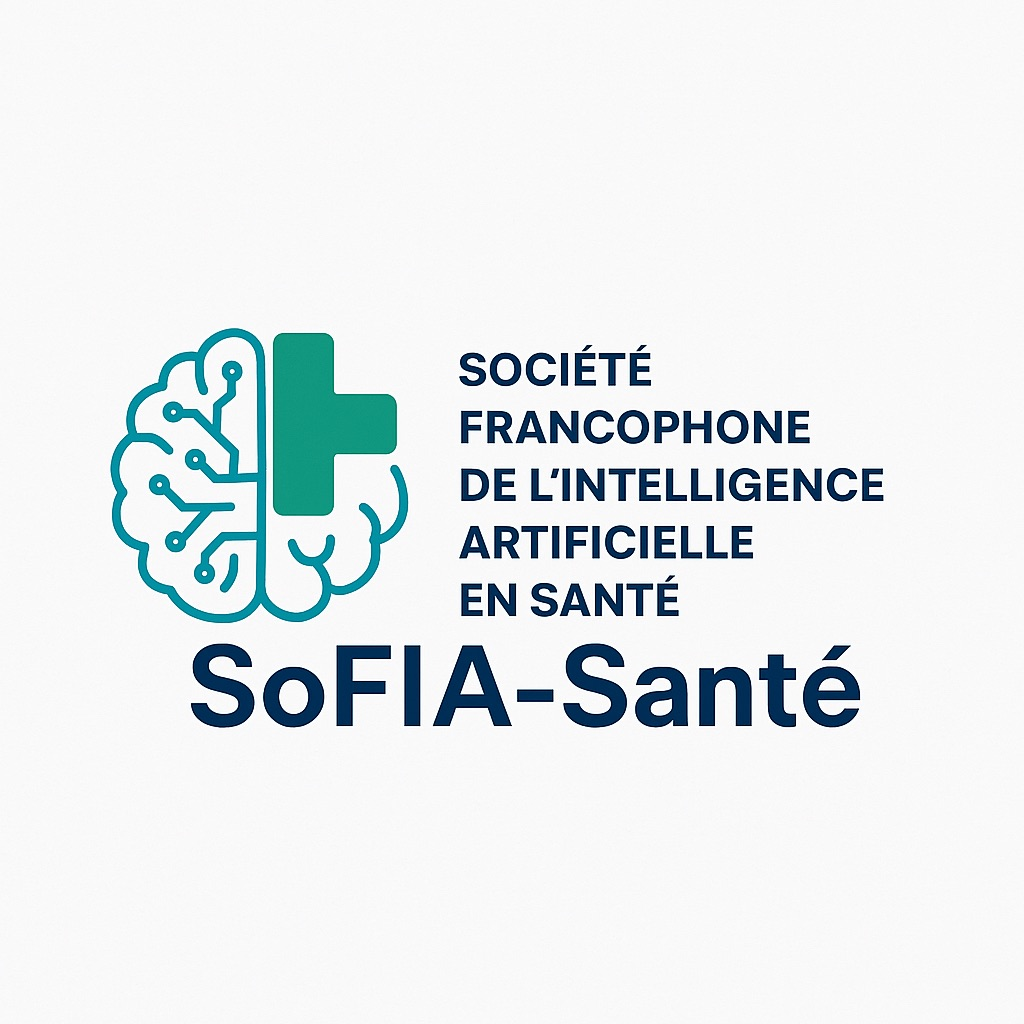 SOCIÉTÉ
FRANCOPHONE
DE L’INTELLIGENCE
ARTIFICIELLE
EN SANTÉ
SoFIA-Santé